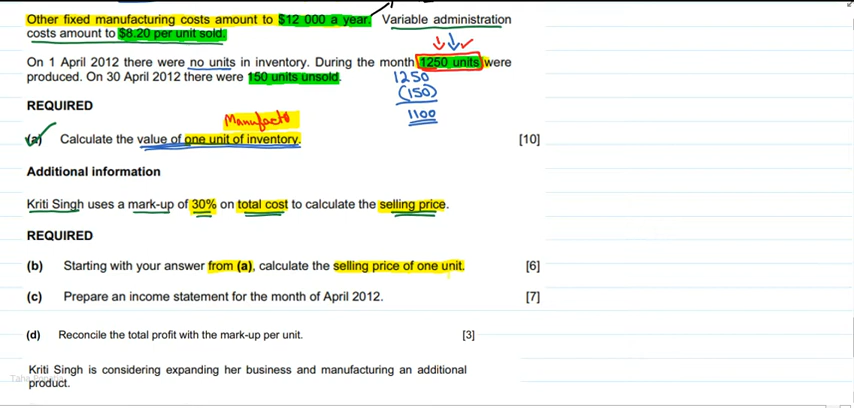 Other fixed manufacturing costs amount to $12 000 a year. Variable administration
costs amount to $8.20 per unit sold.
On 1 April 2012 there were no units in inventory. During the month 1250 units were
produced. On 30 April 2012 there were 150 units unsold.
1250
(150)
1100
REQUIRED
Manufacto
(a) Calculate the value of one unit of inventory. [10]
Additional information
Kriti Singh uses a mark-up of 30% on total cost to calculate the selling price.
REQUIRED
(b) Starting with your answer from (a), calculate the selling price of one unit. [6]
(c) Prepare an income statement for the month of April 2012. [7]
(d) Reconcile the total profit with the mark-up per unit. [3]
Kriti Singh is considering expanding her business and manufacturing an additional
product.